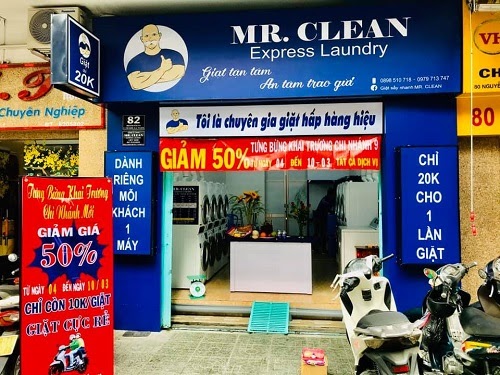 Giặt
20K
MR. CLEAN
Express Laundry
Giặt tận tâm
An tâm trao gửi
0898 510 718 - 0979 713 747
Giặt sấy nhanh MR. CLEAN
Chuyên Nghiệp
VH
80
82
Tôi là chuyên gia giặt hấp hàng hiệu
GIẢM 50%
TƯNG BỪNG KHAI TRƯƠNG CHI NHÁNH 9
TỪ NGÀY 04 ĐẾN 10-03
TẤT CẢ DỊCH VỤ
DÀNH
RIÊNG
MỖI
KHÁCH
1
MÁY
CHỈ
20K
CHO
1
LẦN
GIẶT
Tưng Bừng Khai Trương
Chi Nhánh Mới
GIẢM GIÁ
50%
TỪ NGÀY 04 ĐẾN NGÀY 10/03
CHỈ CÒN 10K/GIẶT
GIẶT CỰC RẺ